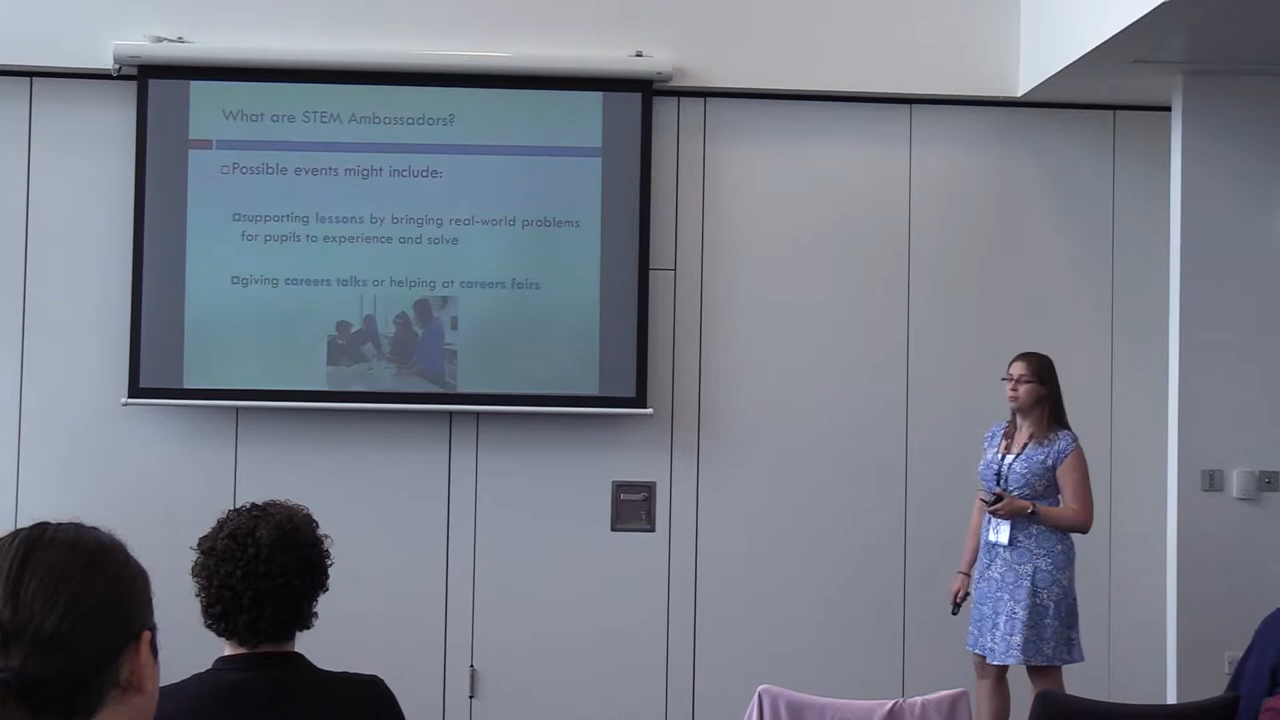 What are STEM Ambassadors?
Possible events might include:
supporting lessons by bringing real-world problems
for pupils to experience and solve
giving careers talks or helping at careers fairs